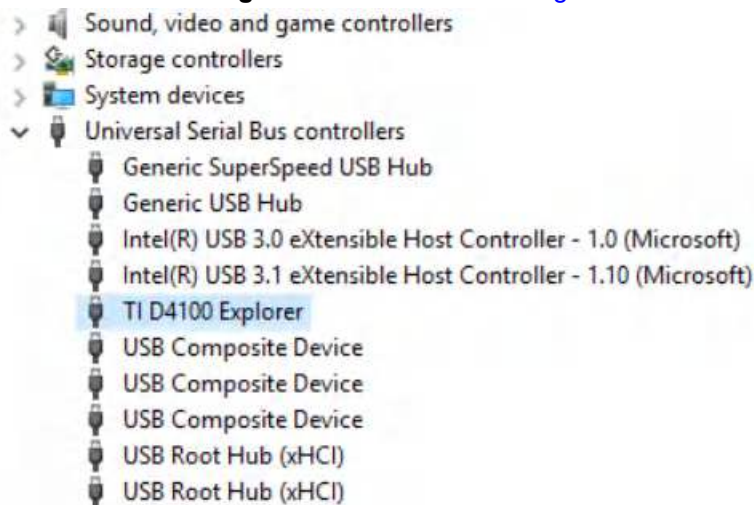 Sound, video and game controllers
Storage controllers
System devices
Universal Serial Bus controllers
Generic SuperSpeed USB Hub
Generic USB Hub
Intel(R) USB 3.0 eXtensible Host Controller - 1.0 (Microsoft)
Intel(R) USB 3.1 eXtensible Host Controller - 1.10 (Microsoft)
TI D4100 Explorer
USB Composite Device
USB Composite Device
USB Composite Device
USB Root Hub (xHCI)
USB Root Hub (xHCI)